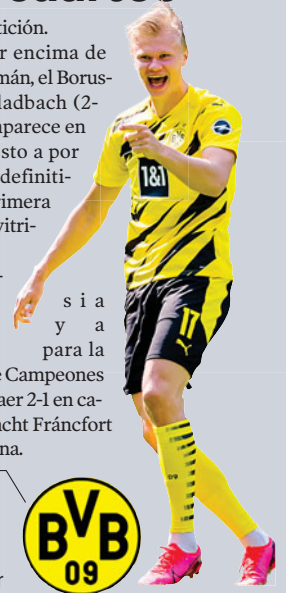 tición.
r encima de
mán, el Borus-
ladbach (2-
parece en
sto a por
definiti-
rimera
vitri-
s i a
y a
para la
e Campeones
aer 2-1 en ca-
acht Fráncfort
na.
1&1
17
BVB
09